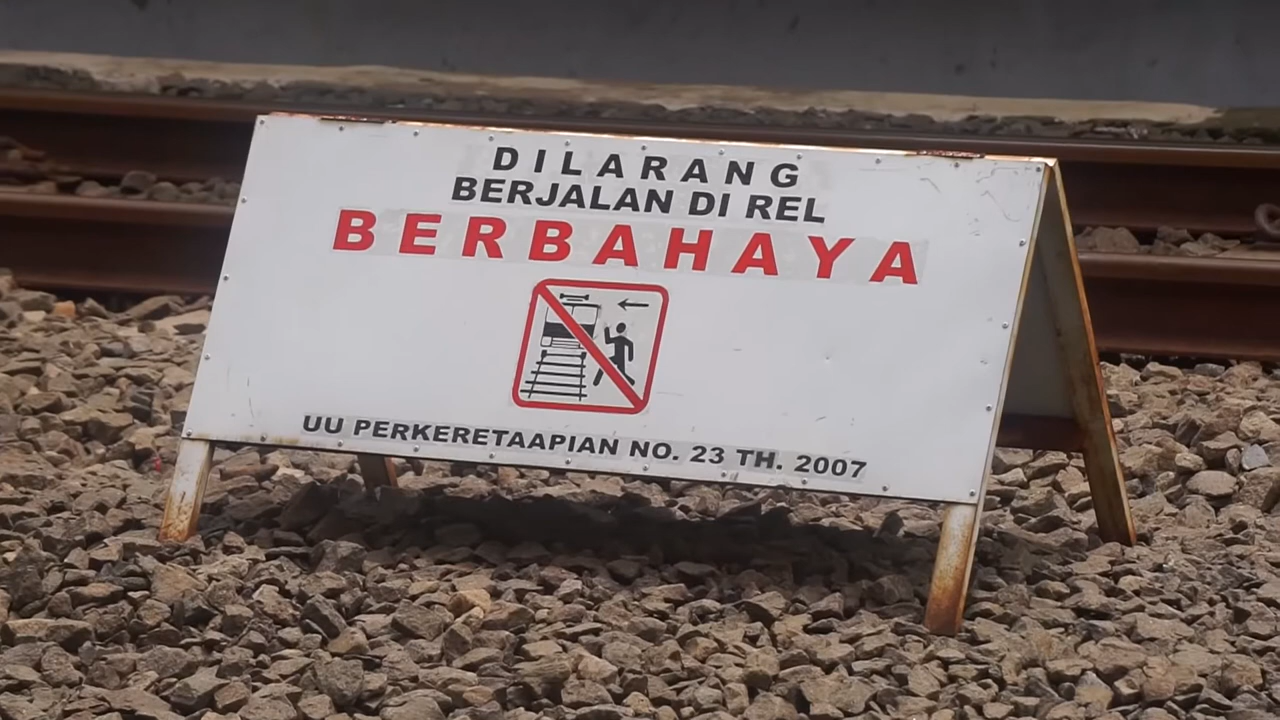 DILARANG
BERJALAN DI REL
BERBAHAYA
UU PERKERETAAPIAN NO. 23 TH. 2007